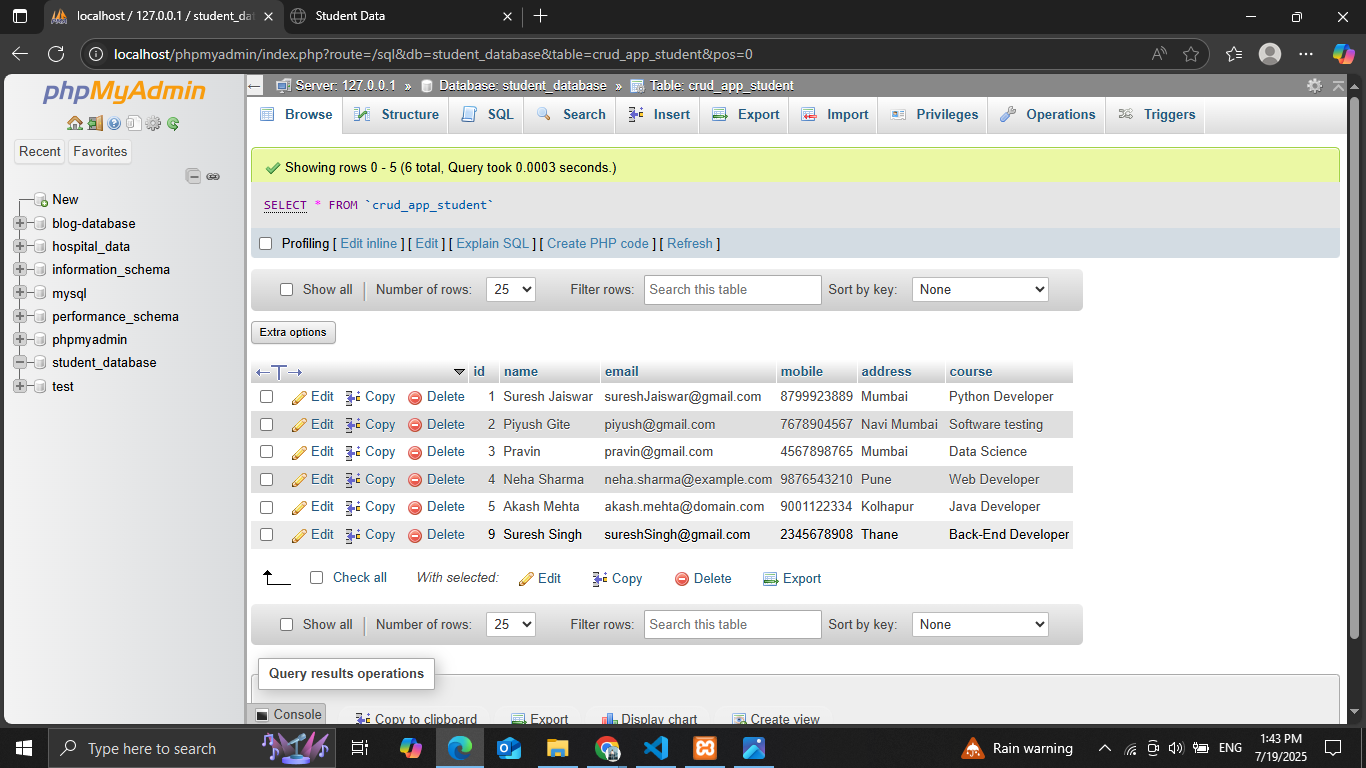 localhost / 127.0.0.1 / student_dat
Student Data
localhost/phpmyadmin/index.php?route=/sql&db=student_database&table=crud_app_student&pos=0
phpMyAdmin
Recent Favorites
New
blog-database
hospital_data
information_schema
mysql
performance_schema
phpmyadmin
student_database
test
Server: 127.0.0.1 » Database: student_database » Table: crud_app_student
Browse Structure SQL Search Insert Export Import Privileges Operations Triggers
Showing rows 0 - 5 (6 total, Query took 0.0003 seconds.)
SELECT * FROM `crud_app_student`
Profiling [ Edit inline ] [ Edit ] [ Explain SQL ] [ Create PHP code ] [ Refresh ]
Show all | Number of rows: 25 Filter rows: Search this table Sort by key: None
Extra options
←T→ id name email mobile address course
Edit Copy Delete 1 Suresh Jaiswar sureshJaiswar@gmail.com 8799923889 Mumbai Python Developer
Edit Copy Delete 2 Piyush Gite piyush@gmail.com 7678904567 Navi Mumbai Software testing
Edit Copy Delete 3 Pravin pravin@gmail.com 4567898765 Mumbai Data Science
Edit Copy Delete 4 Neha Sharma neha.sharma@example.com 9876543210 Pune Web Developer
Edit Copy Delete 5 Akash Mehta akash.mehta@domain.com 9001122334 Kolhapur Java Developer
Edit Copy Delete 9 Suresh Singh sureshSingh@gmail.com 2345678908 Thane Back-End Developer
Check all With selected: Edit Copy Delete Export
Show all | Number of rows: 25 Filter rows: Search this table Sort by key: None
Query results operations
Console
Copy to clipboard Export Display chart Create view
Type here to search
Rain warning
ENG
1:43 PM
7/19/2025